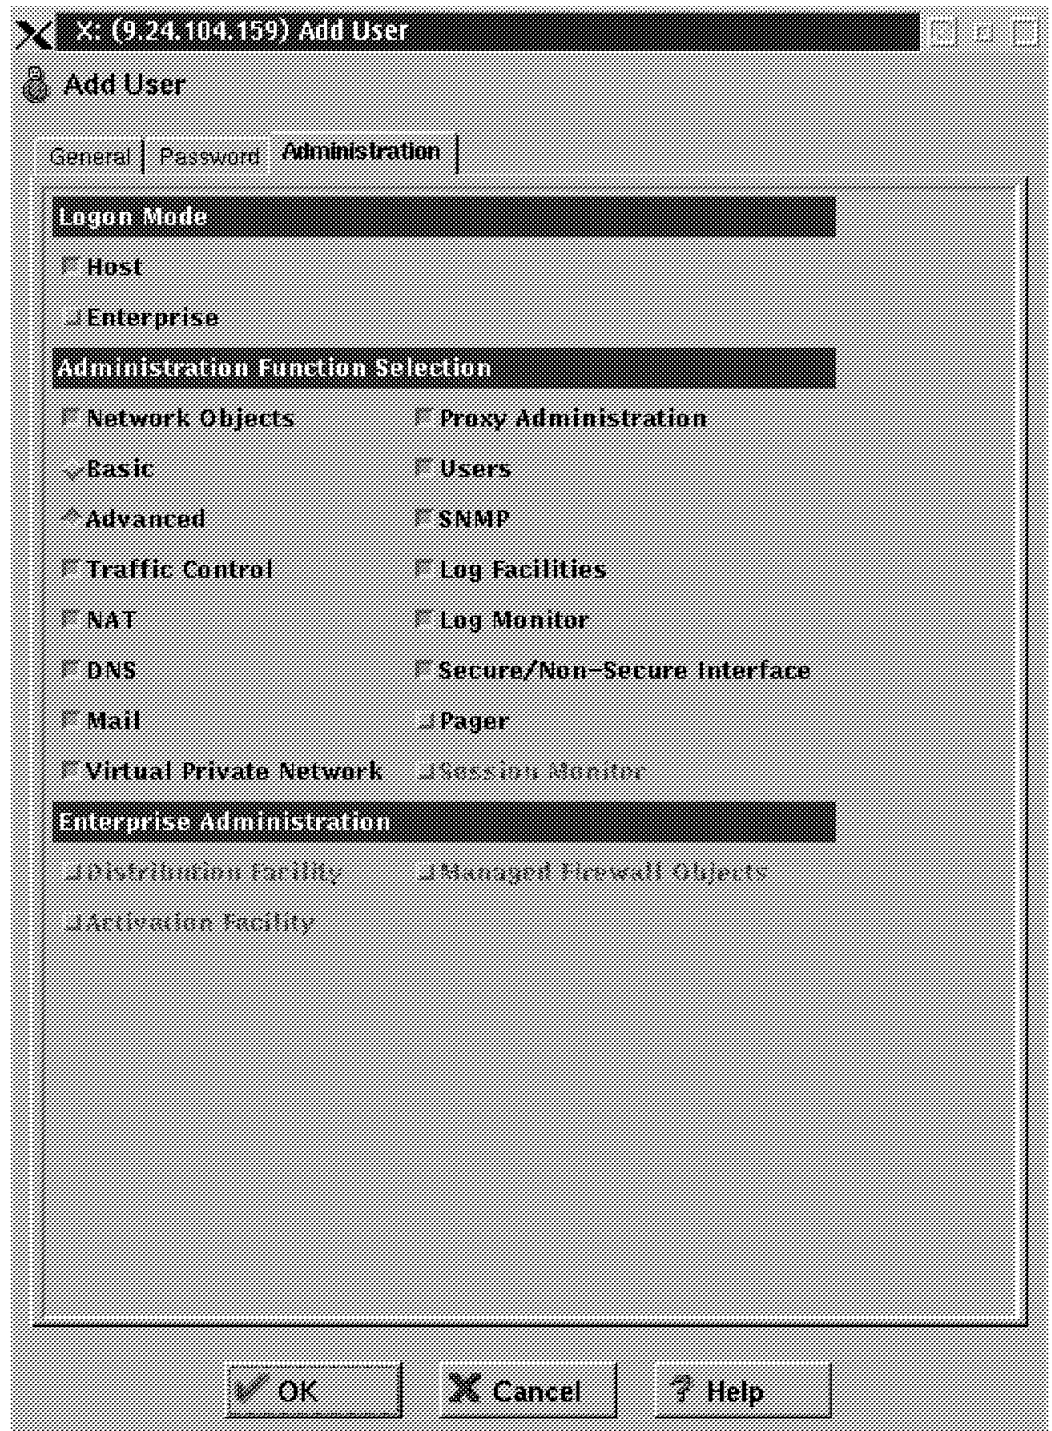 X: (9.24.104.159) Add User
Add User
General Password Administration
Logon Mode
Host
Enterprise
Administration Function Selection
Network Objects Proxy Administration
Basic Users
Advanced SNMP
Traffic Control Log Facilities
NAT Log Monitor
DNS Secure/Non-Secure Interface
Mail Pager
Virtual Private Network Session Monitor
Enterprise Administration
Distribution Facility Managed Firewall Objects
Activation Facility
OK Cancel ? Help